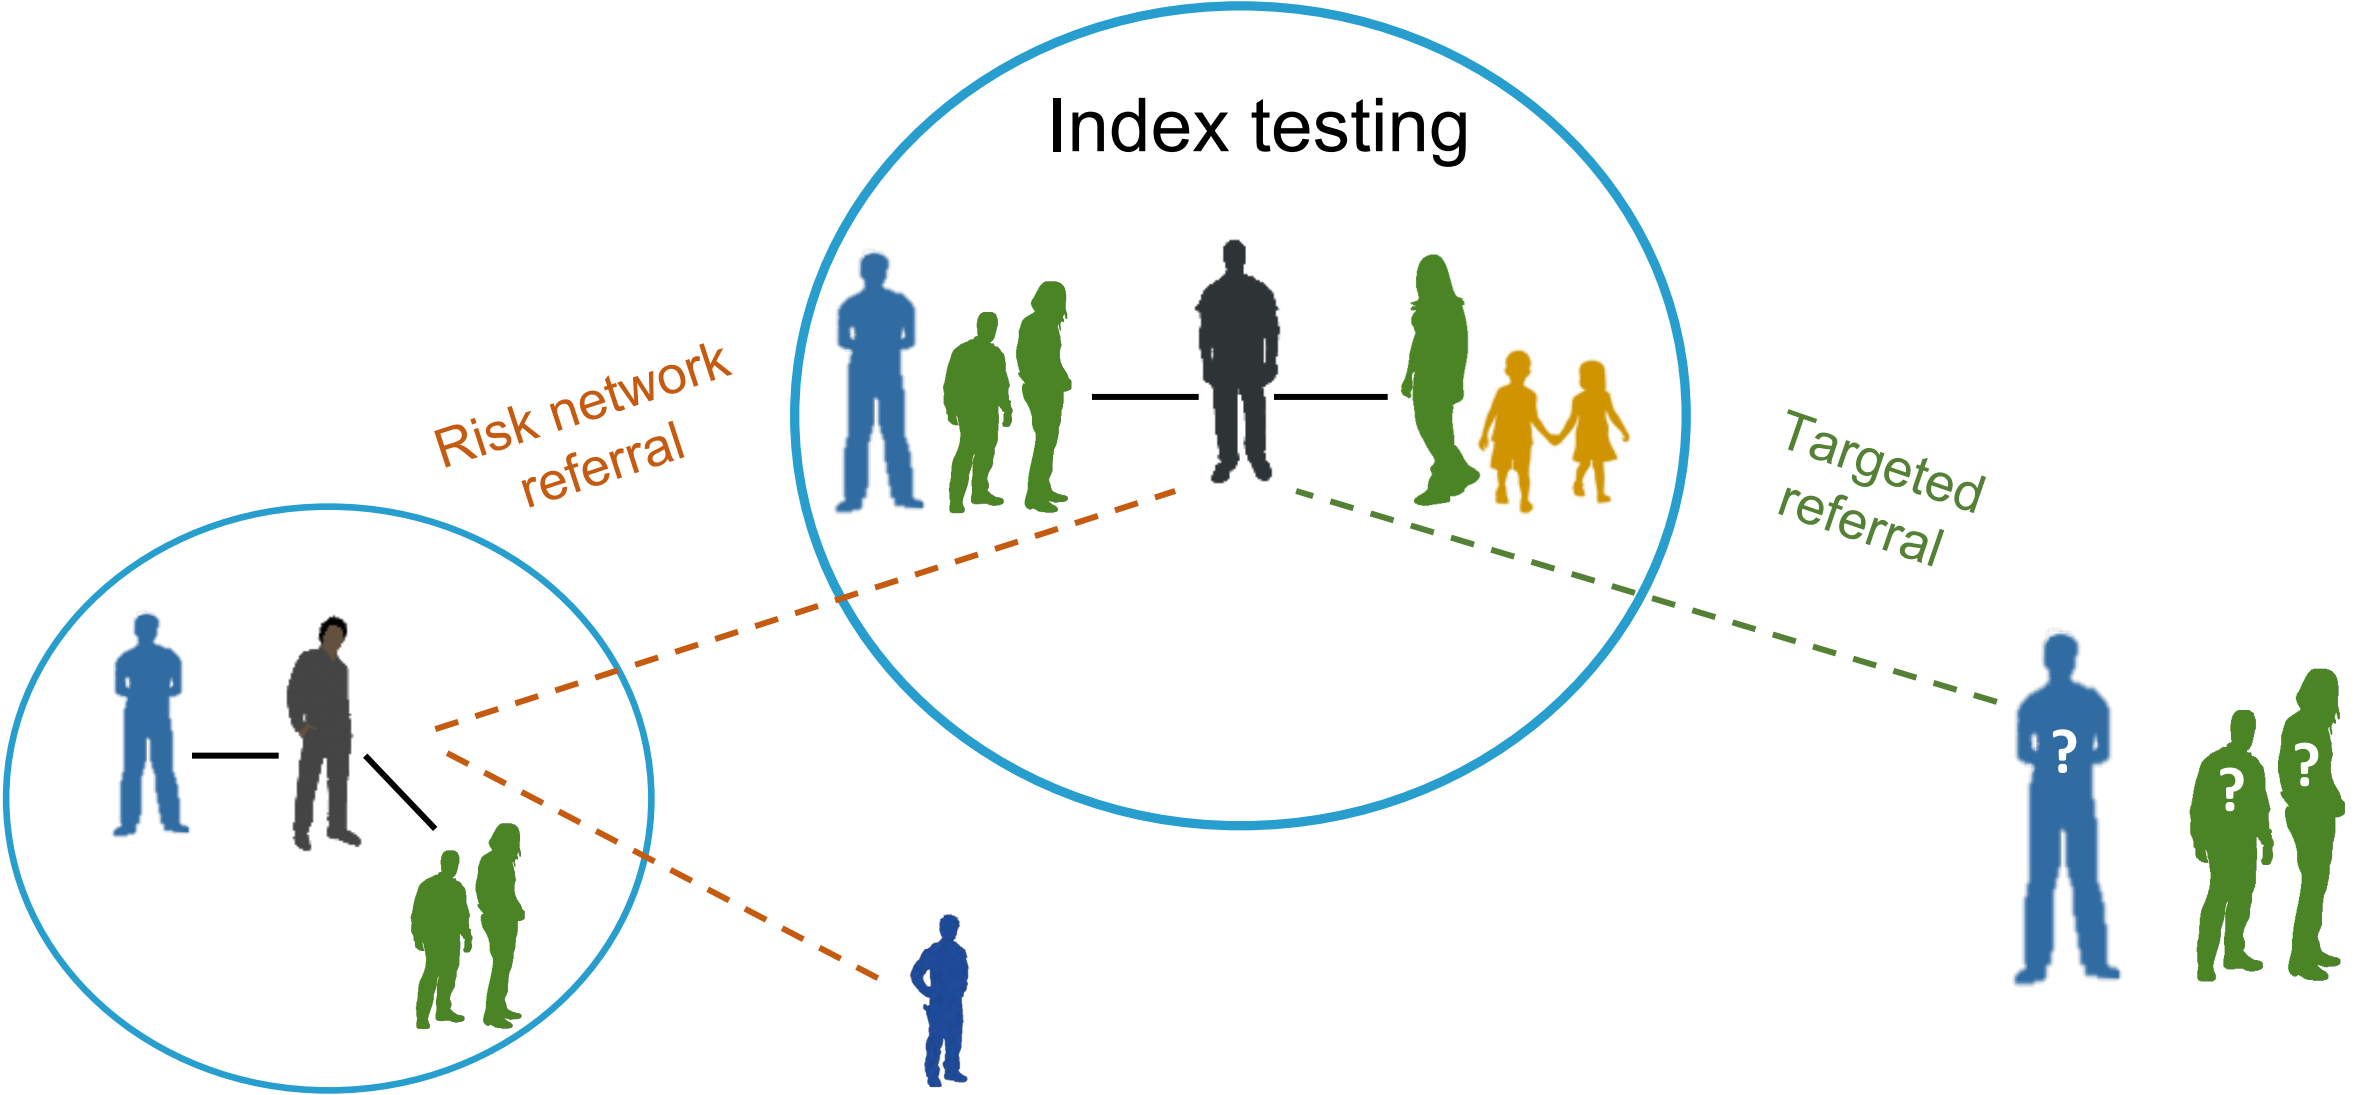 Index testing
Risk network
referral
Targeted
referral
?
?
?